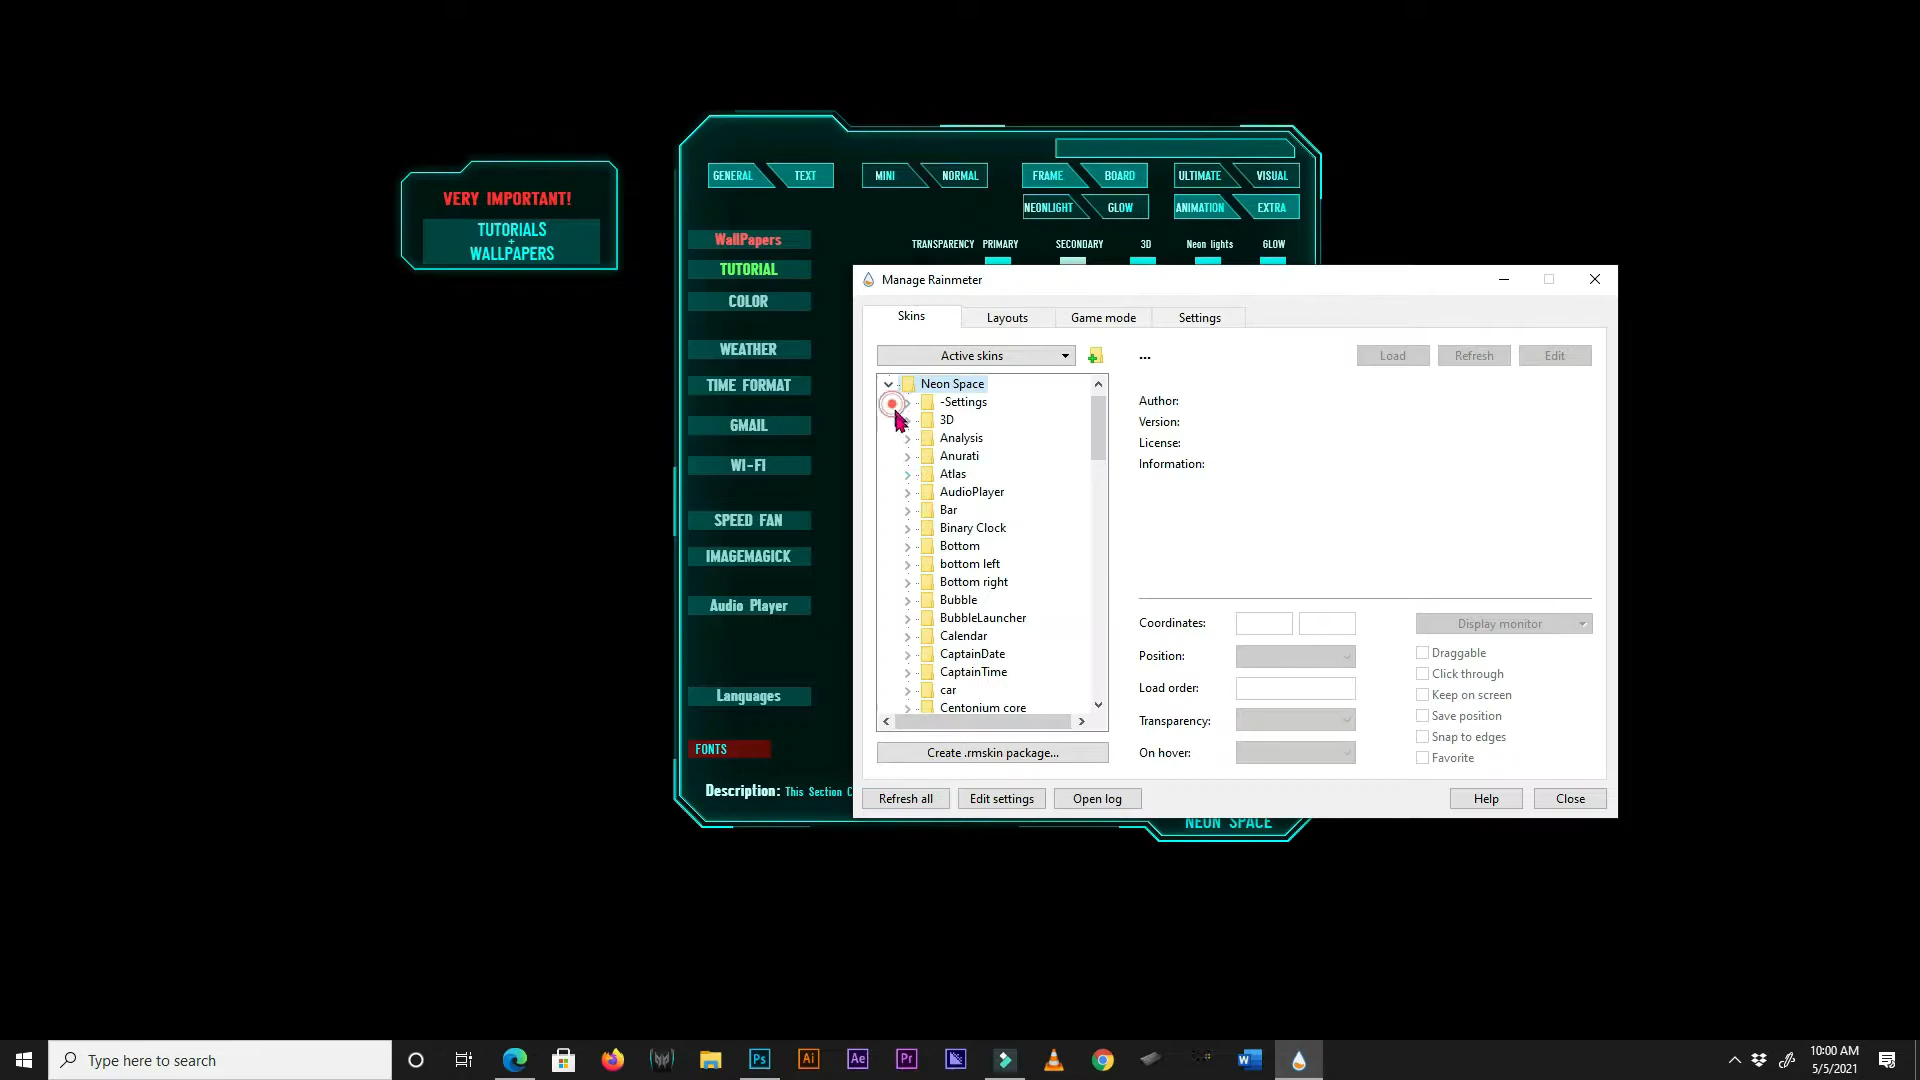 VERY IMPORTANT!
TUTORIALS
+
WALLPAPERS
GENERAL
TEXT
MINI
NORMAL
FRAME
BOARD
ULTIMATE
VISUAL
NEONLIGHT
GLOW
ANIMATION
EXTRA
TRANSPARENCY
PRIMARY
SECONDARY
3D
Neon lights
GLOW
WallPapers
TUTORIAL
COLOR
WEATHER
TIME FORMAT
GMAIL
WI-FI
SPEED FAN
IMAGEMAGICK
Audio Player
Languages
FONTS
Description: This Section C
NEON SPACE
Manage Rainmeter
Skins
Layouts
Game mode
Settings
Active skins
...
Load
Refresh
Edit
Neon Space
-Settings
3D
Analysis
Anurati
Atlas
AudioPlayer
Bar
Binary Clock
Bottom
bottom left
Bottom right
Bubble
BubbleLauncher
Calendar
CaptainDate
CaptainTime
car
Centonium core
Author:
Version:
License:
Information:
Coordinates:
Position:
Load order:
Transparency:
On hover:
Display monitor
Draggable
Click through
Keep on screen
Save position
Snap to edges
Favorite
Create .rmskin package...
Refresh all
Edit settings
Open log
Help
Close
Type here to search
Ps
Ai
Ae
Pr
W
10:00 AM
5/5/2021